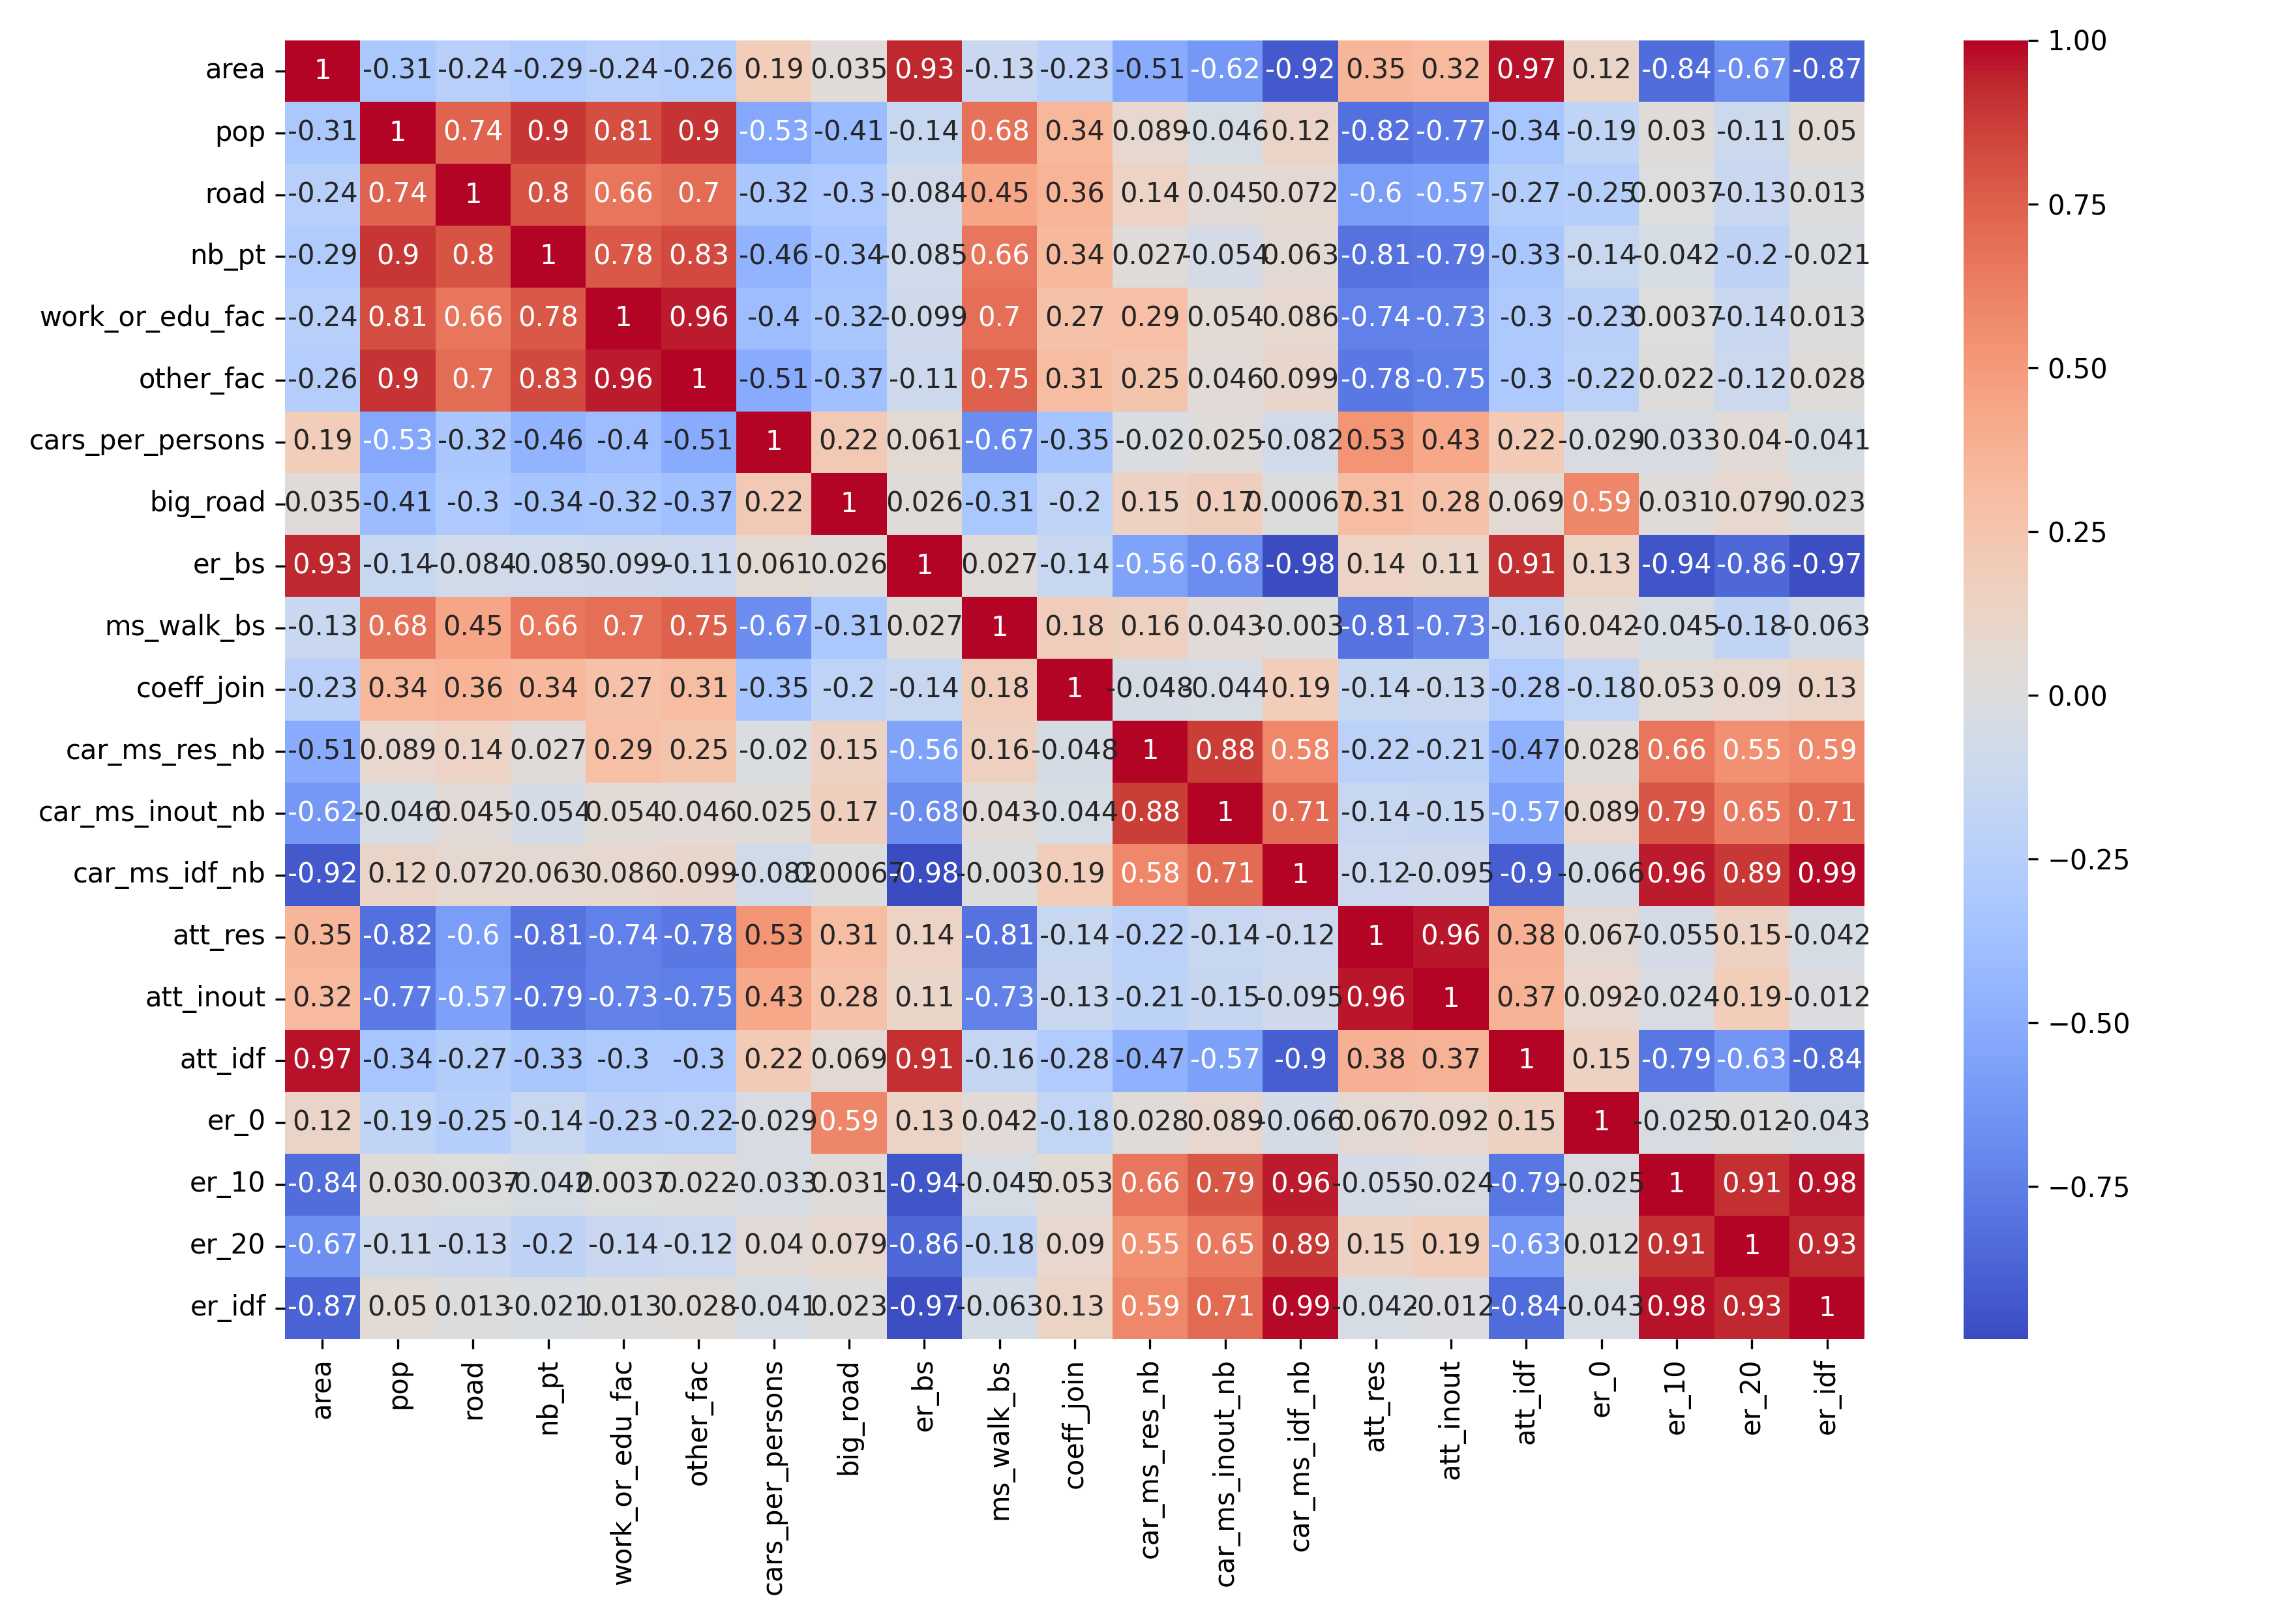 area 1 -0.31 -0.24 -0.29 -0.24 -0.26 0.19 0.035 0.93 -0.13 -0.23 -0.51 -0.62 -0.92 0.35 0.32 0.97 0.12 -0.84 -0.67 -0.87 1.00
pop -0.31 1 0.74 0.9 0.81 0.9 -0.53 -0.41 -0.14 0.68 0.34 0.089 -0.046 0.12 -0.82 -0.77 -0.34 -0.19 0.03 -0.11 0.05
road -0.24 0.74 1 0.8 0.66 0.7 -0.32 -0.3 -0.084 0.45 0.36 0.14 0.045 0.072 -0.6 -0.57 -0.27 -0.25 0.0037 -0.13 0.013 0.75
nb_pt -0.29 0.9 0.8 1 0.78 0.83 -0.46 -0.34 -0.085 0.66 0.34 0.027 -0.054 0.063 -0.81 -0.79 -0.33 -0.14 -0.042 -0.2 -0.021
work_or_edu_fac -0.24 0.81 0.66 0.78 1 0.96 -0.4 -0.32 -0.099 0.7 0.27 0.29 0.054 0.086 -0.74 -0.73 -0.3 -0.23 0.0037 -0.14 0.013
other_fac -0.26 0.9 0.7 0.83 0.96 1 -0.51 -0.37 -0.11 0.75 0.31 0.25 0.046 0.099 -0.78 -0.75 -0.3 -0.22 0.022 -0.12 0.028 0.50
cars_per_persons 0.19 -0.53 -0.32 -0.46 -0.4 -0.51 1 0.22 0.061 -0.67 -0.35 -0.02 0.025 -0.082 0.53 0.43 0.22 -0.029 -0.033 0.04 -0.041
big_road 0.035 -0.41 -0.3 -0.34 -0.32 -0.37 0.22 1 0.026 -0.31 -0.2 0.15 0.17 0.00067 0.31 0.28 0.069 0.59 0.031 0.079 0.023 0.25
er_bs 0.93 -0.14 -0.084 -0.085 -0.099 -0.11 0.061 0.026 1 0.027 -0.14 -0.56 -0.68 -0.98 0.14 0.11 0.91 0.13 -0.94 -0.86 -0.97
ms_walk_bs -0.13 0.68 0.45 0.66 0.7 0.75 -0.67 -0.31 0.027 1 0.18 0.16 0.043 -0.003 -0.81 -0.73 -0.16 0.042 -0.045 -0.18 -0.063
coeff_join -0.23 0.34 0.36 0.34 0.27 0.31 -0.35 -0.2 -0.14 0.18 1 -0.048 -0.044 0.19 -0.14 -0.13 -0.28 -0.18 0.053 0.09 0.13 0.00
car_ms_res_nb -0.51 0.089 0.14 0.027 0.29 0.25 -0.02 0.15 -0.56 0.16 -0.048 1 0.88 0.58 -0.22 -0.21 -0.47 0.028 0.66 0.55 0.59
car_ms_inout_nb -0.62 -0.046 0.045 -0.054 0.054 0.046 0.025 0.17 -0.68 0.043 -0.044 0.88 1 0.71 -0.14 -0.15 -0.57 0.089 0.79 0.65 0.71
car_ms_idf_nb -0.92 0.12 0.072 0.063 0.086 0.099 -0.082 0.00067 -0.98 -0.003 0.19 0.58 0.71 1 -0.12 -0.095 -0.9 -0.066 0.96 0.89 0.99 −0.25
att_res 0.35 -0.82 -0.6 -0.81 -0.74 -0.78 0.53 0.31 0.14 -0.81 -0.14 -0.22 -0.14 -0.12 1 0.96 0.38 0.067 -0.055 0.15 -0.042
att_inout 0.32 -0.77 -0.57 -0.79 -0.73 -0.75 0.43 0.28 0.11 -0.73 -0.13 -0.21 -0.15 -0.095 0.96 1 0.37 0.092 -0.024 0.19 -0.012 −0.50
att_idf 0.97 -0.34 -0.27 -0.33 -0.3 -0.3 0.22 0.069 0.91 -0.16 -0.28 -0.47 -0.57 -0.9 0.38 0.37 1 0.15 -0.79 -0.63 -0.84
er_0 0.12 -0.19 -0.25 -0.14 -0.23 -0.22 -0.029 0.59 0.13 0.042 -0.18 0.028 0.089 -0.066 0.067 0.092 0.15 1 -0.025 0.012 -0.043
er_10 -0.84 0.03 0.0037 -0.042 0.0037 0.022 -0.033 0.031 -0.94 -0.045 0.053 0.66 0.79 0.96 -0.055 -0.024 -0.79 -0.025 1 0.91 0.98 −0.75
er_20 -0.67 -0.11 -0.13 -0.2 -0.14 -0.12 0.04 0.079 -0.86 -0.18 0.09 0.55 0.65 0.89 0.15 0.19 -0.63 0.012 0.91 1 0.93
er_idf -0.87 0.05 0.013 -0.021 0.013 0.028 -0.041 0.023 -0.97 -0.063 0.13 0.59 0.71 0.99 -0.042 -0.012 -0.84 -0.043 0.98 0.93 1
area pop road nb_pt work_or_edu_fac other_fac cars_per_persons big_road er_bs ms_walk_bs coeff_join car_ms_res_nb car_ms_inout_nb car_ms_idf_nb att_res att_inout att_idf er_0 er_10 er_20 er_idf